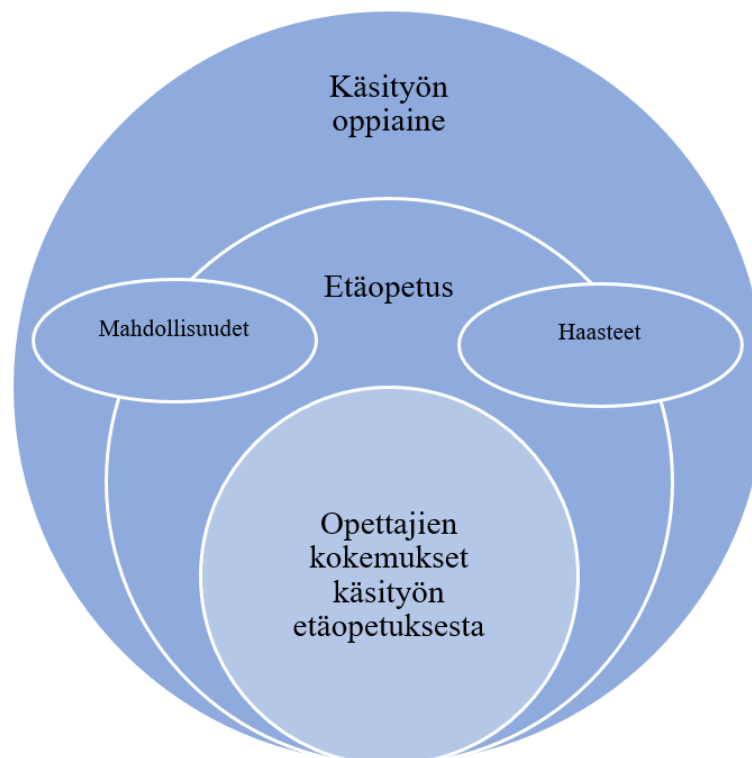 Käsityön
oppiaine
Etäopetus
Mahdollisuudet
Haasteet
Opettajien
kokemukset
käsityön
etäopetuksesta